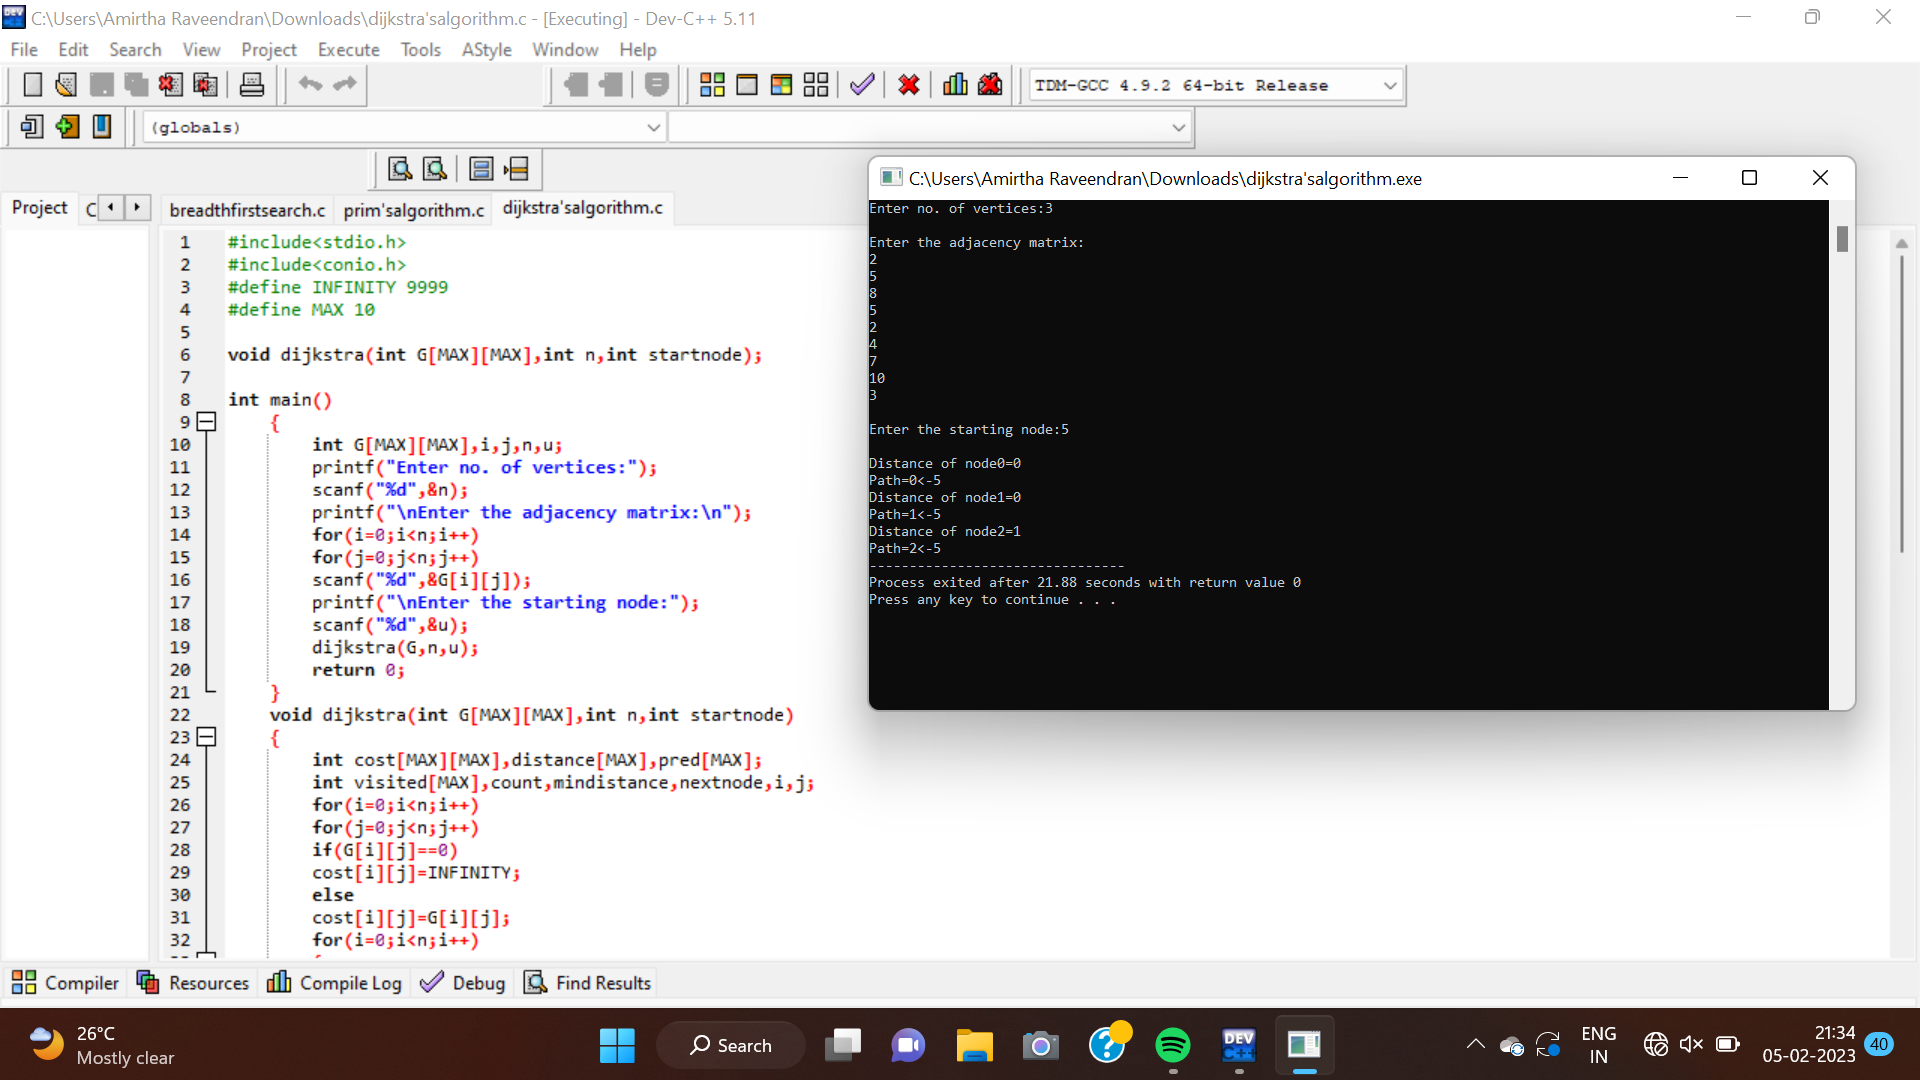 C:\Users\Amirtha Raveendran\Downloads\dijkstra'salgorithm.c - [Executing] - Dev-C++ 5.11
File Edit Search View Project Execute Tools AStyle Window Help
TDM-GCC 4.9.2 64-bit Release
(globals)
Project C breadthfirstsearch.c prim'salgorithm.c dijkstra'salgorithm.c
1 #include<stdio.h>
2 #include<conio.h>
3 #define INFINITY 9999
4 #define MAX 10
5
6 void dijkstra(int G[MAX][MAX],int n,int startnode);
7
8 int main()
9 {
10 int G[MAX][MAX],i,j,n,u;
11 printf("Enter no. of vertices:");
12 scanf("%d",&n);
13 printf("\nEnter the adjacency matrix:\n");
14 for(i=0;i<n;i++)
15 for(j=0;j<n;j++)
16 scanf("%d",&G[i][j]);
17 printf("\nEnter the starting node:");
18 scanf("%d",&u);
19 dijkstra(G,n,u);
20 return 0;
21 }
22 void dijkstra(int G[MAX][MAX],int n,int startnode)
23 {
24 int cost[MAX][MAX],distance[MAX],pred[MAX];
25 int visited[MAX],count,mindistance,nextnode,i,j;
26 for(i=0;i<n;i++)
27 for(j=0;j<n;j++)
28 if(G[i][j]==0)
29 cost[i][j]=INFINITY;
30 else
31 cost[i][j]=G[i][j];
32 for(i=0;i<n;i++)
C:\Users\Amirtha Raveendran\Downloads\dijkstra'salgorithm.exe
Enter no. of vertices:3
Enter the adjacency matrix:
2
5
8
5
2
4
7
10
3
Enter the starting node:5
Distance of node0=0
Path=0<-5
Distance of node1=0
Path=1<-5
Distance of node2=1
Path=2<-5
--------------------------------
Process exited after 21.88 seconds with return value 0
Press any key to continue . . .
Compiler Resources Compile Log Debug Find Results
26°C
Mostly clear
Search
DEV
C++
ENG
IN
21:34
05-02-2023
40